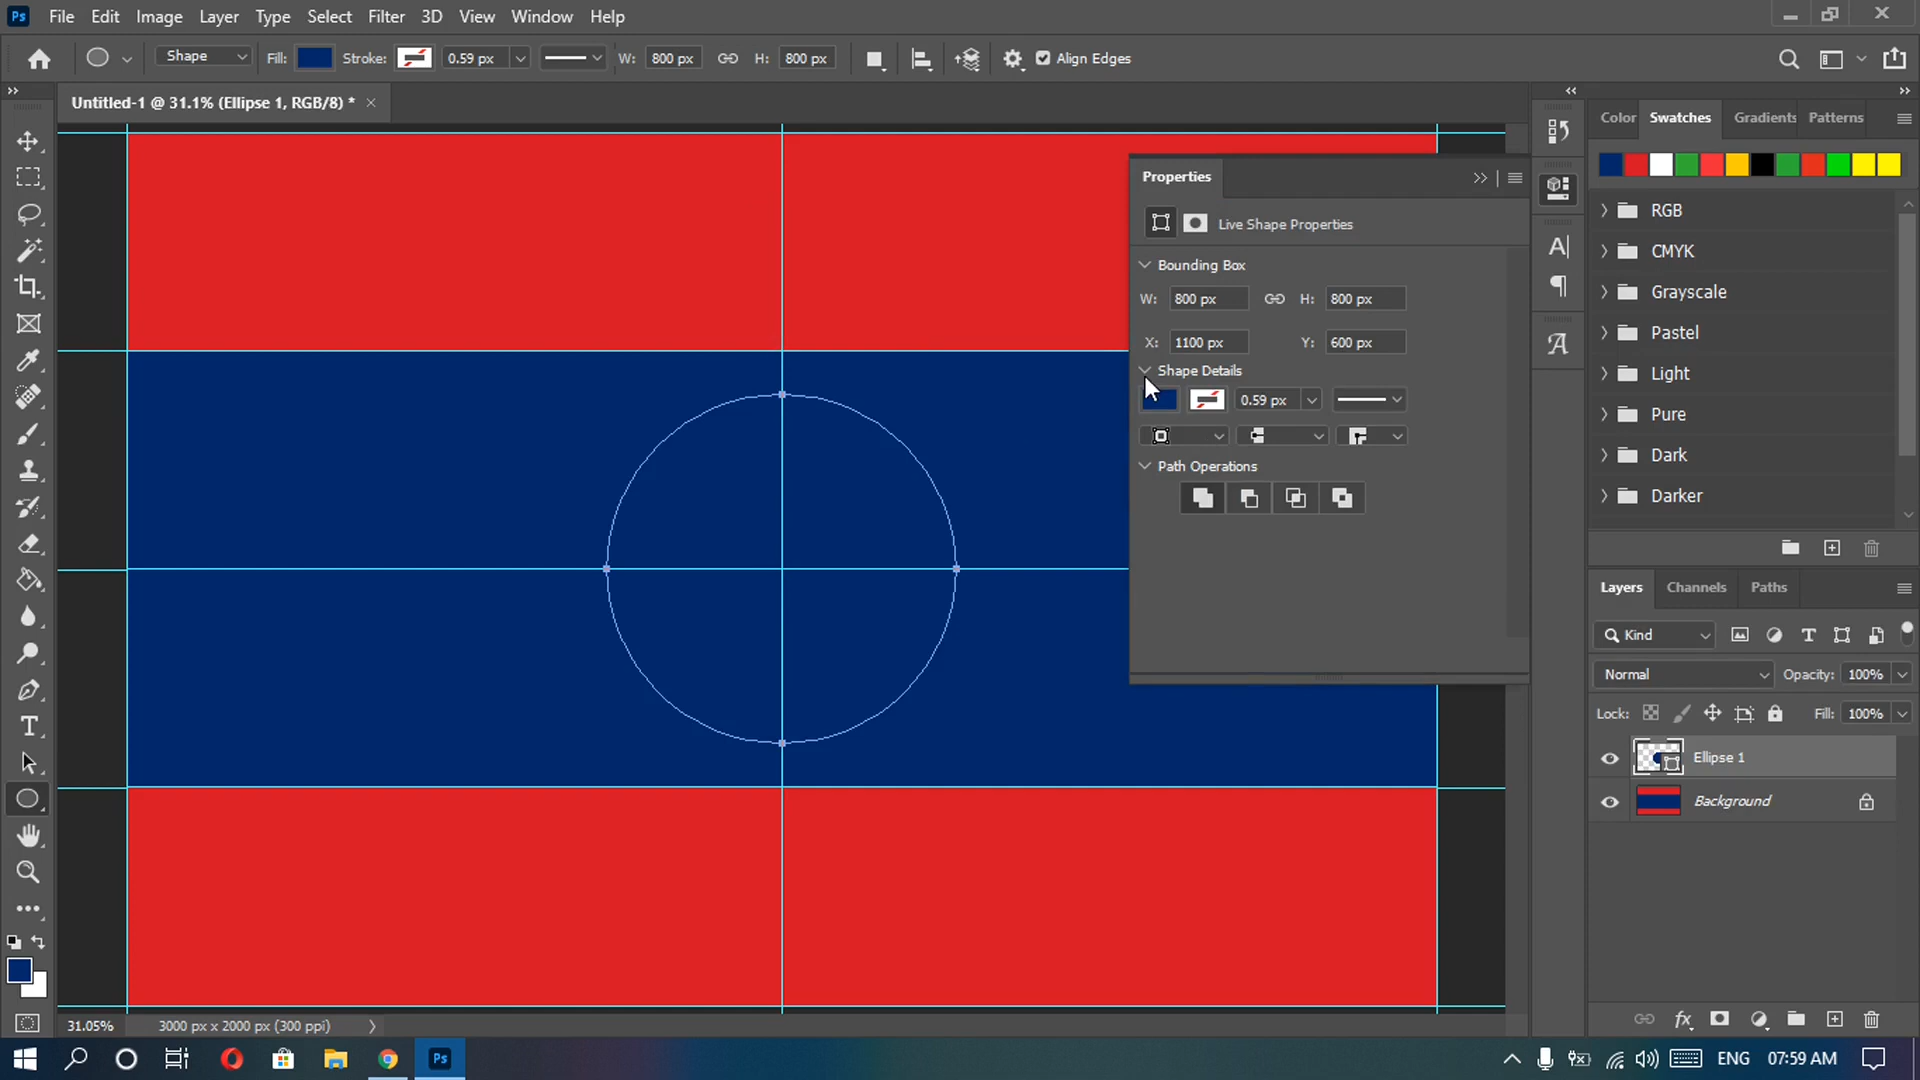 Ps File Edit Image Layer Type Select Filter 3D View Window Help
Shape Fill: Stroke: 0.59 px W: 800 px H: 800 px Align Edges
Untitled-1 @ 31.1% (Ellipse 1, RGB/8) *
Properties
Live Shape Properties
Bounding Box
W: 800 px H: 800 px
X: 1100 px Y: 600 px
Shape Details
0.59 px
Path Operations
Color Swatches Gradients Patterns
RGB
CMYK
Grayscale
Pastel
Light
Pure
Dark
Darker
Layers Channels Paths
Kind
Normal Opacity: 100%
Lock: Fill: 100%
Ellipse 1
Background
31.05% 3000 px x 2000 px (300 ppi)
Ps ENG 07:59 AM